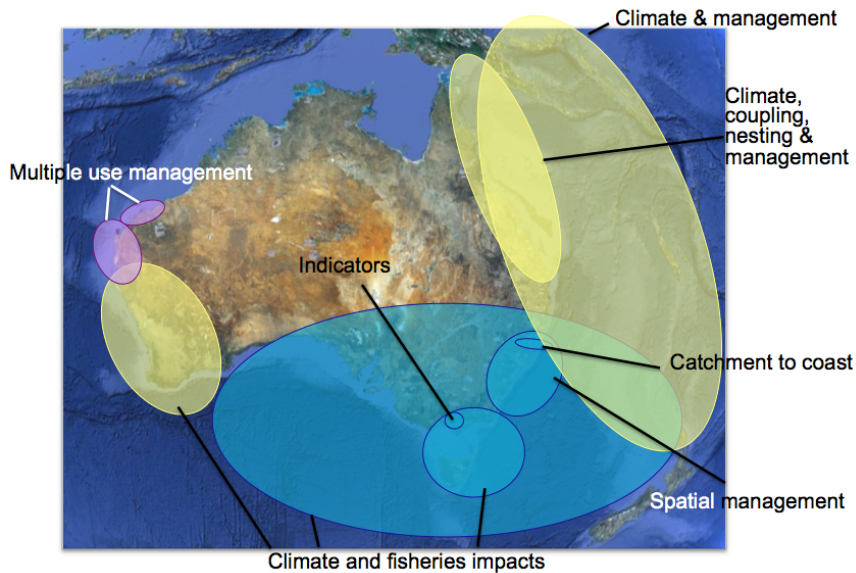 Climate & management
Climate,
coupling,
nesting &
management
Multiple use management
Indicators
Catchment to coast
Spatial management
Climate and fisheries impacts